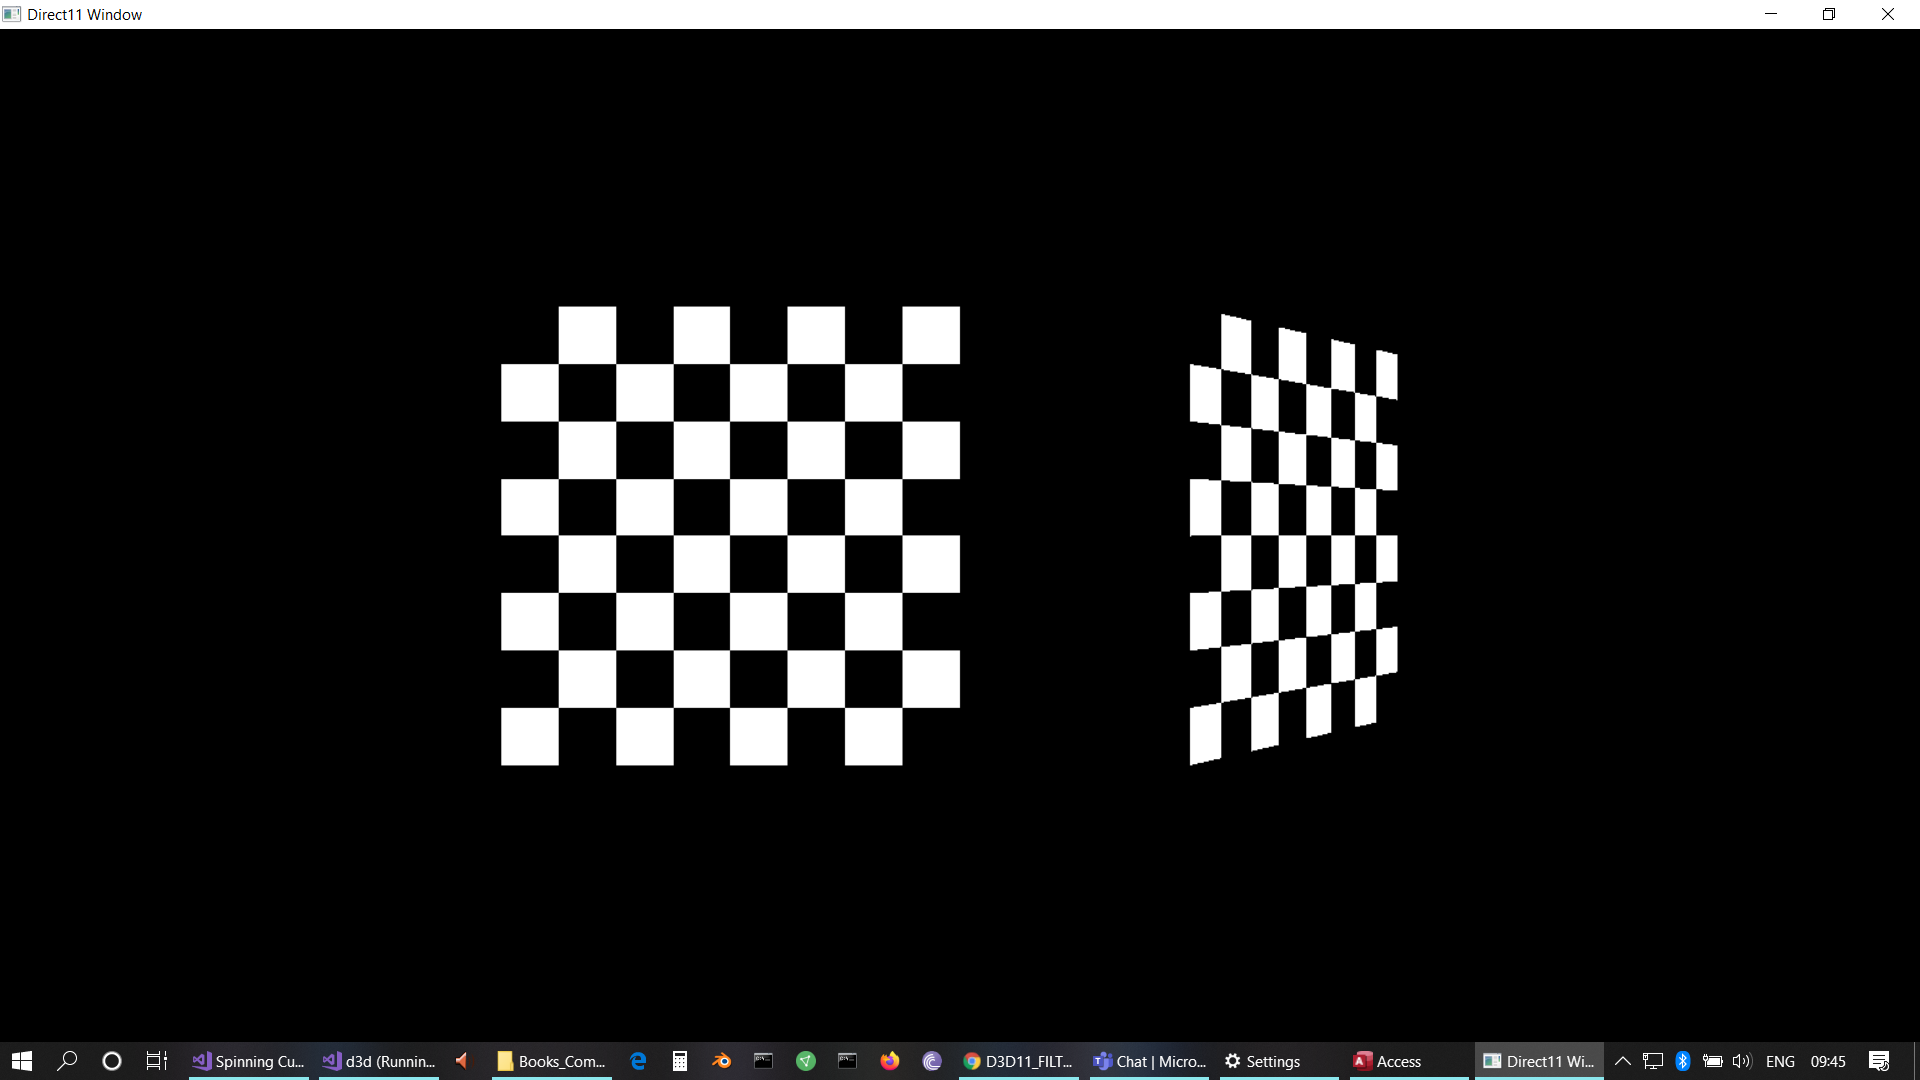 Direct11 Window
Spinning Cu...
d3d (Runnin...
Books_Com...
D3D11_FILT...
Chat | Micro...
Settings
Access
Direct11 Wi...
ENG
09:45